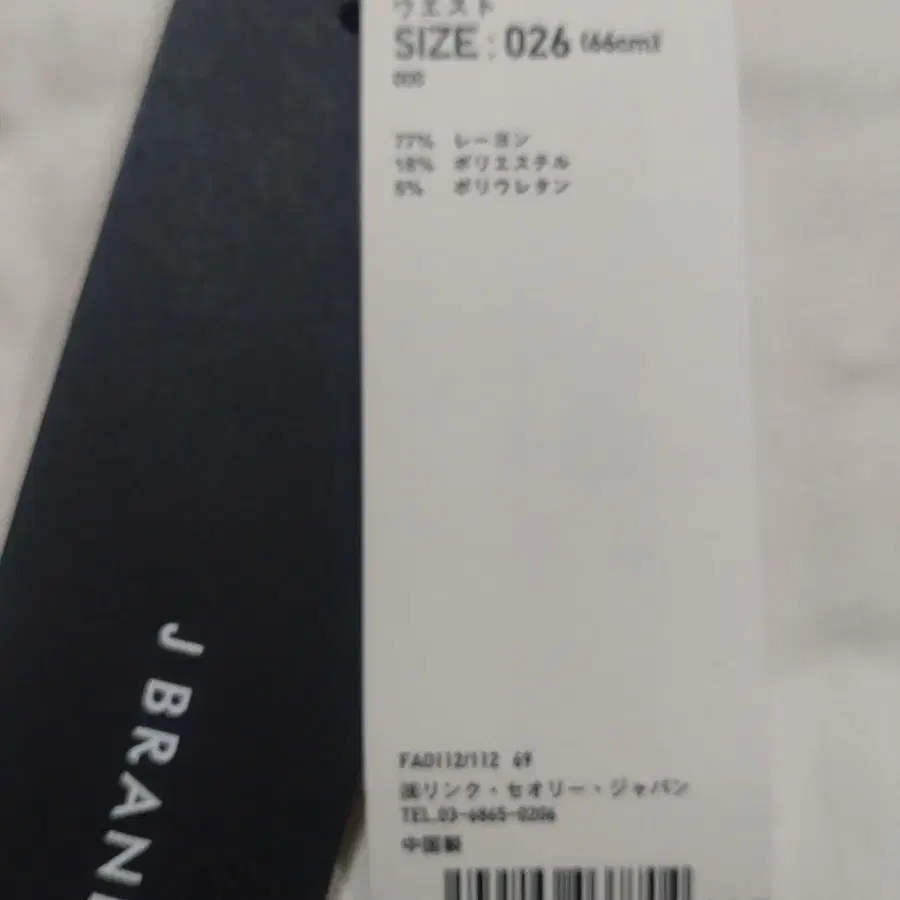 ウエスト
SIZE : 026 (66cm)
000
77% レーヨン
18% ポリエステル
5% ポリウレタン
J BRAND
FA0112/112 69
㈱リンク・セオリー・ジャパン
TEL.03-6865-0206
中国製